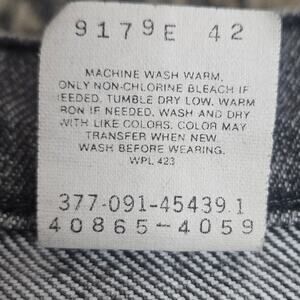 9179E 42
MACHINE WASH WARM,
ONLY NON-CHLORINE BLEACH IF
NEEDED, TUMBLE DRY LOW, WARM
IRON IF NEEDED, WASH AND DRY
WITH LIKE COLORS. COLOR MAY
TRANSFER WHEN NEW.
WASH BEFORE WEARING.
WPL 423
377-091-45439.1
40865-4059